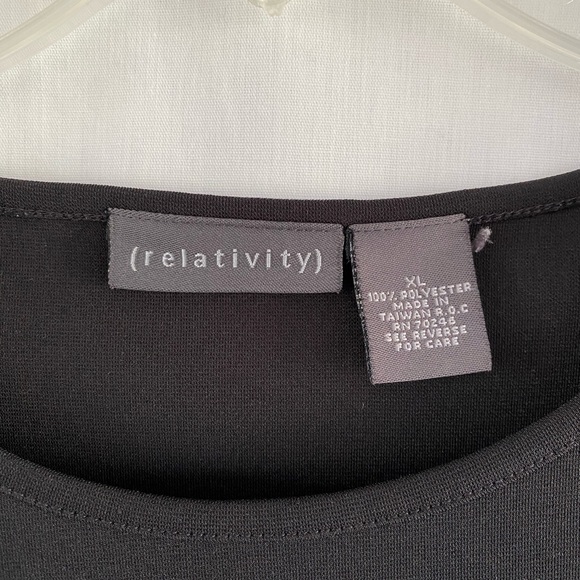 (relativity)
XL
100% POLYESTER
MADE IN
TAIWAN R.O.C
RN 70246
SEE REVERSE
FOR CARE